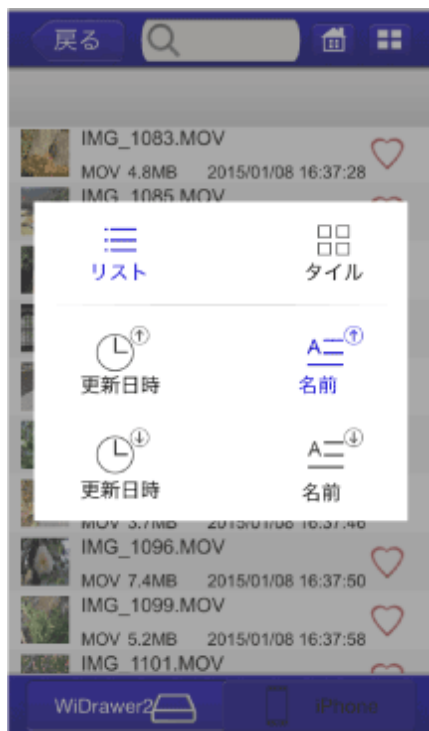 戻る
IMG_1083.MOV
MOV 4.8MB 2015/01/08 16:37:28
IMG_1085.MOV
リスト タイル
更新日時 名前
更新日時 名前
MOV 3.7MB 2015/01/08 16:37:46
IMG_1096.MOV
MOV 7.4MB 2015/01/08 16:37:50
IMG_1099.MOV
MOV 5.2MB 2015/01/08 16:37:58
IMG_1101.MOV
WiDrawer2 iPhone